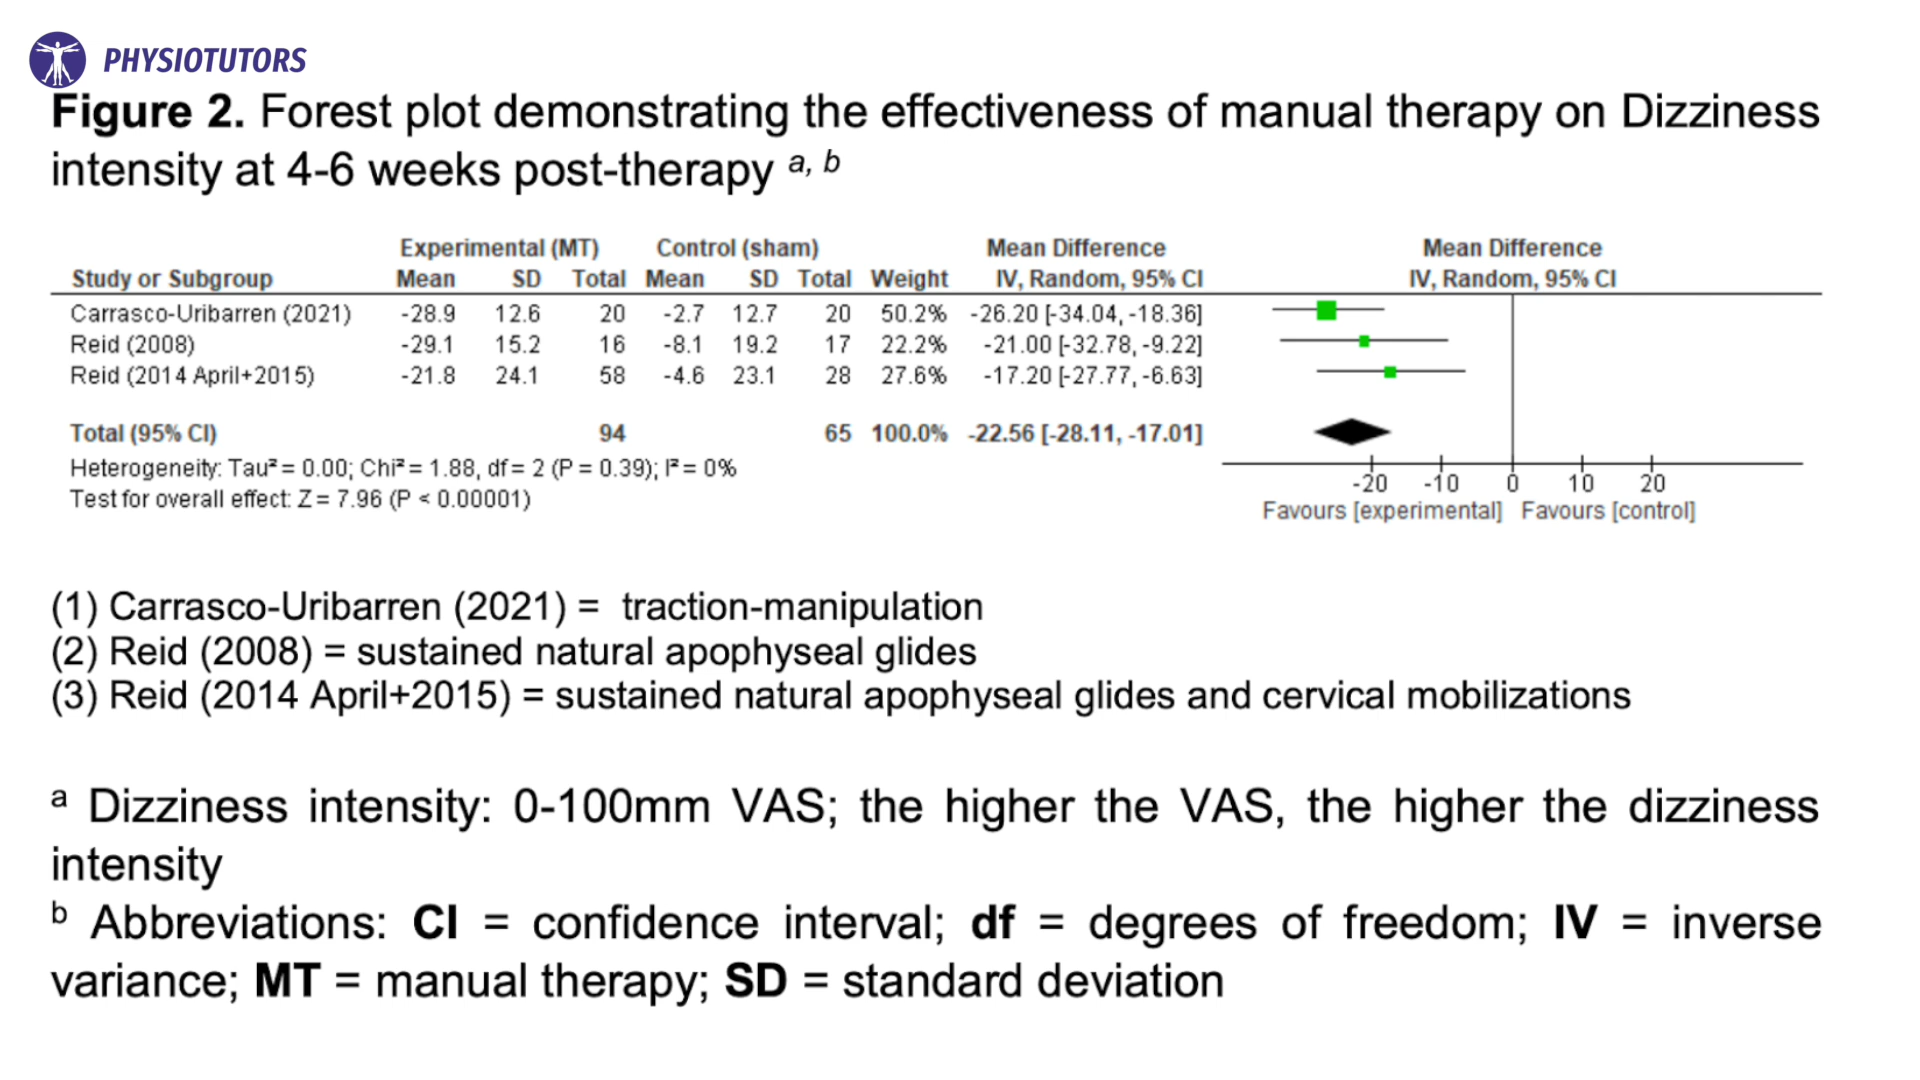 PHYSIOTUTORS
Figure 2. Forest plot demonstrating the effectiveness of manual therapy on Dizziness
intensity at 4-6 weeks post-therapy a, b
Experimental (MT) Control (sham) Mean Difference Mean Difference
Study or Subgroup Mean SD Total Mean SD Total Weight IV, Random, 95% CI IV, Random, 95% CI
Carrasco-Uribarren (2021) -28.9 12.6 20 -2.7 12.7 20 50.2% -26.20 [-34.04, -18.36]
Reid (2008) -29.1 15.2 16 -8.1 19.2 17 22.2% -21.00 [-32.78, -9.22]
Reid (2014 April+2015) -21.8 24.1 58 -4.6 23.1 28 27.6% -17.20 [-27.77, -6.63]
Total (95% CI) 94 65 100.0% -22.56 [-28.11, -17.01]
Heterogeneity: Tau² = 0.00; Chi² = 1.88, df = 2 (P = 0.39); I² = 0%
Test for overall effect: Z = 7.96 (P < 0.00001)
-20 -10 0 10 20
Favours [experimental] Favours [control]
(1) Carrasco-Uribarren (2021) = traction-manipulation
(2) Reid (2008) = sustained natural apophyseal glides
(3) Reid (2014 April+2015) = sustained natural apophyseal glides and cervical mobilizations
a Dizziness intensity: 0-100mm VAS; the higher the VAS, the higher the dizziness
intensity
b Abbreviations: CI = confidence interval; df = degrees of freedom; IV = inverse
variance; MT = manual therapy; SD = standard deviation